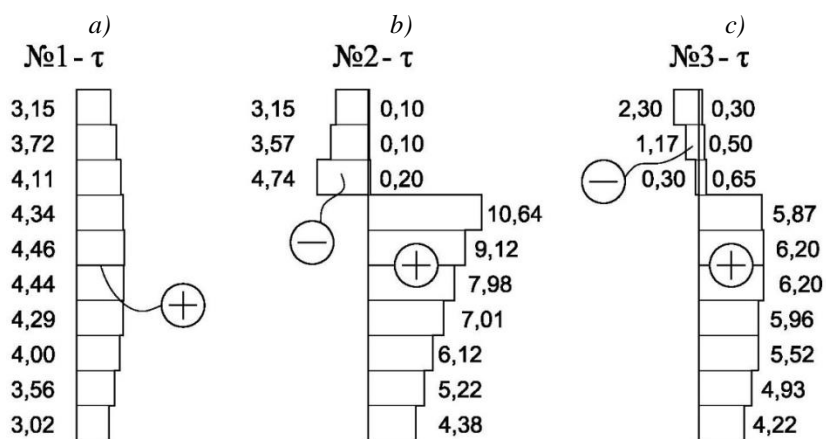 a) b) c)
№1 - τ №2 - τ №3 - τ
3,15 3,15 0,10 2,30 0,30
3,72 3,57 0,10 1,17 0,50
4,11 4,74 0,20 0,30 0,65
4,34 10,64 5,87
4,46 9,12 6,20
4,44 7,98 6,20
4,29 7,01 5,96
4,00 6,12 5,52
3,56 5,22 4,93
3,02 4,38 4,22